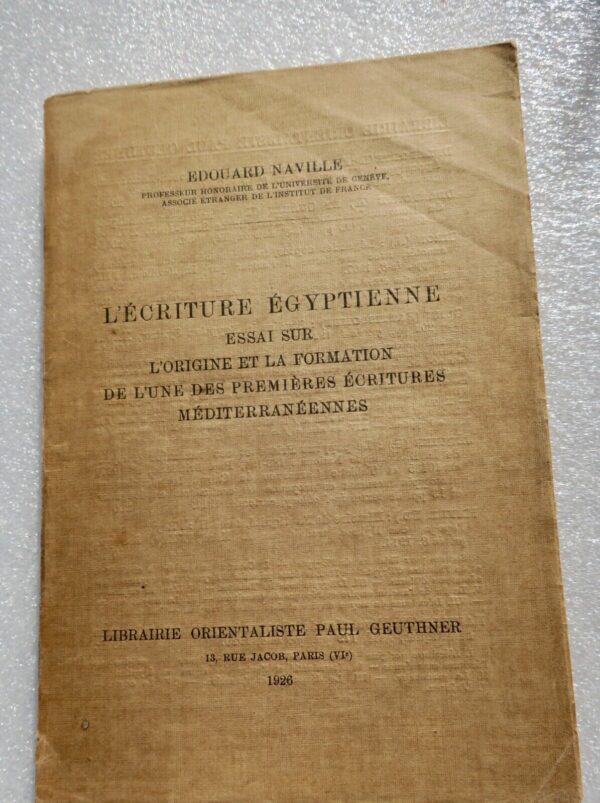 EDOUARD NAVILLE
PROFESSEUR HONORAIRE DE L'UNIVERSITÉ DE GENÈVE,
ASSOCIÉ ÉTRANGER DE L'INSTITUT DE FRANCE
L'ÉCRITURE ÉGYPTIENNE
ESSAI SUR
L'ORIGINE ET LA FORMATION
DE L'UNE DES PREMIÈRES ÉCRITURES
MÉDITERRANÉENNES
LIBRAIRIE ORIENTALISTE PAUL GEUTHNER
13, RUE JACOB, PARIS (VIe)
1926